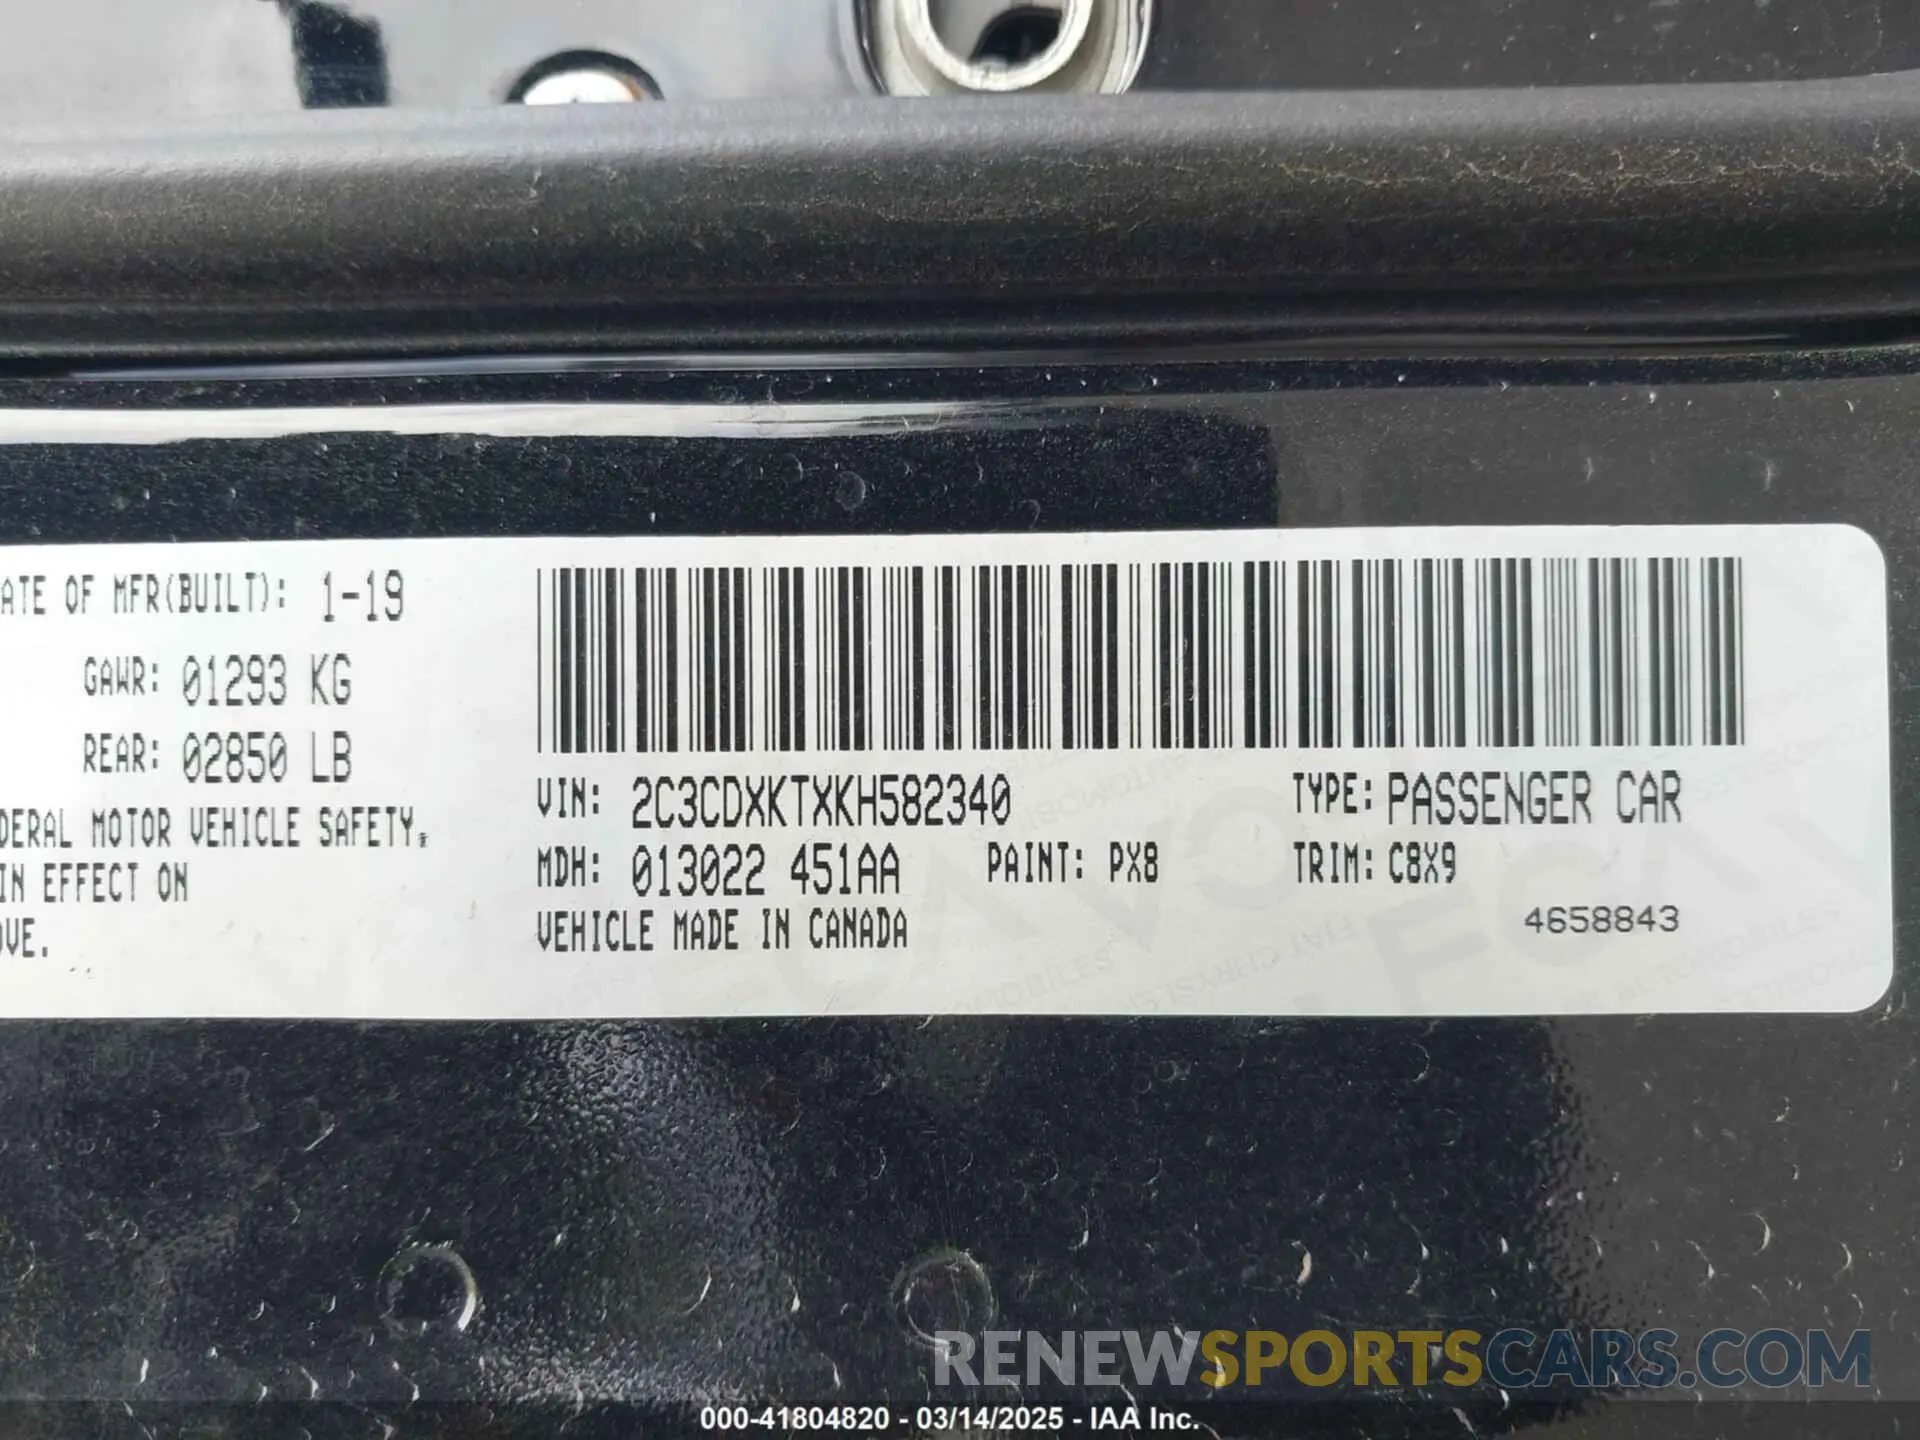 ATE OF MFR(BUILT): 1-19
GAWR: 01293 KG
REAR: 02850 LB
DERAL MOTOR VEHICLE SAFETY,
IN EFFECT ON
OVE.
VIN: 2C3CDXKTXKH582340
TYPE: PASSENGER CAR
MDH: 013022 451AA
PAINT: PX8
TRIM: C8X9
VEHICLE MADE IN CANADA
4658843
RENEWSPORTSCARS.COM
000-41804820 - 03/14/2025 - IAA Inc.